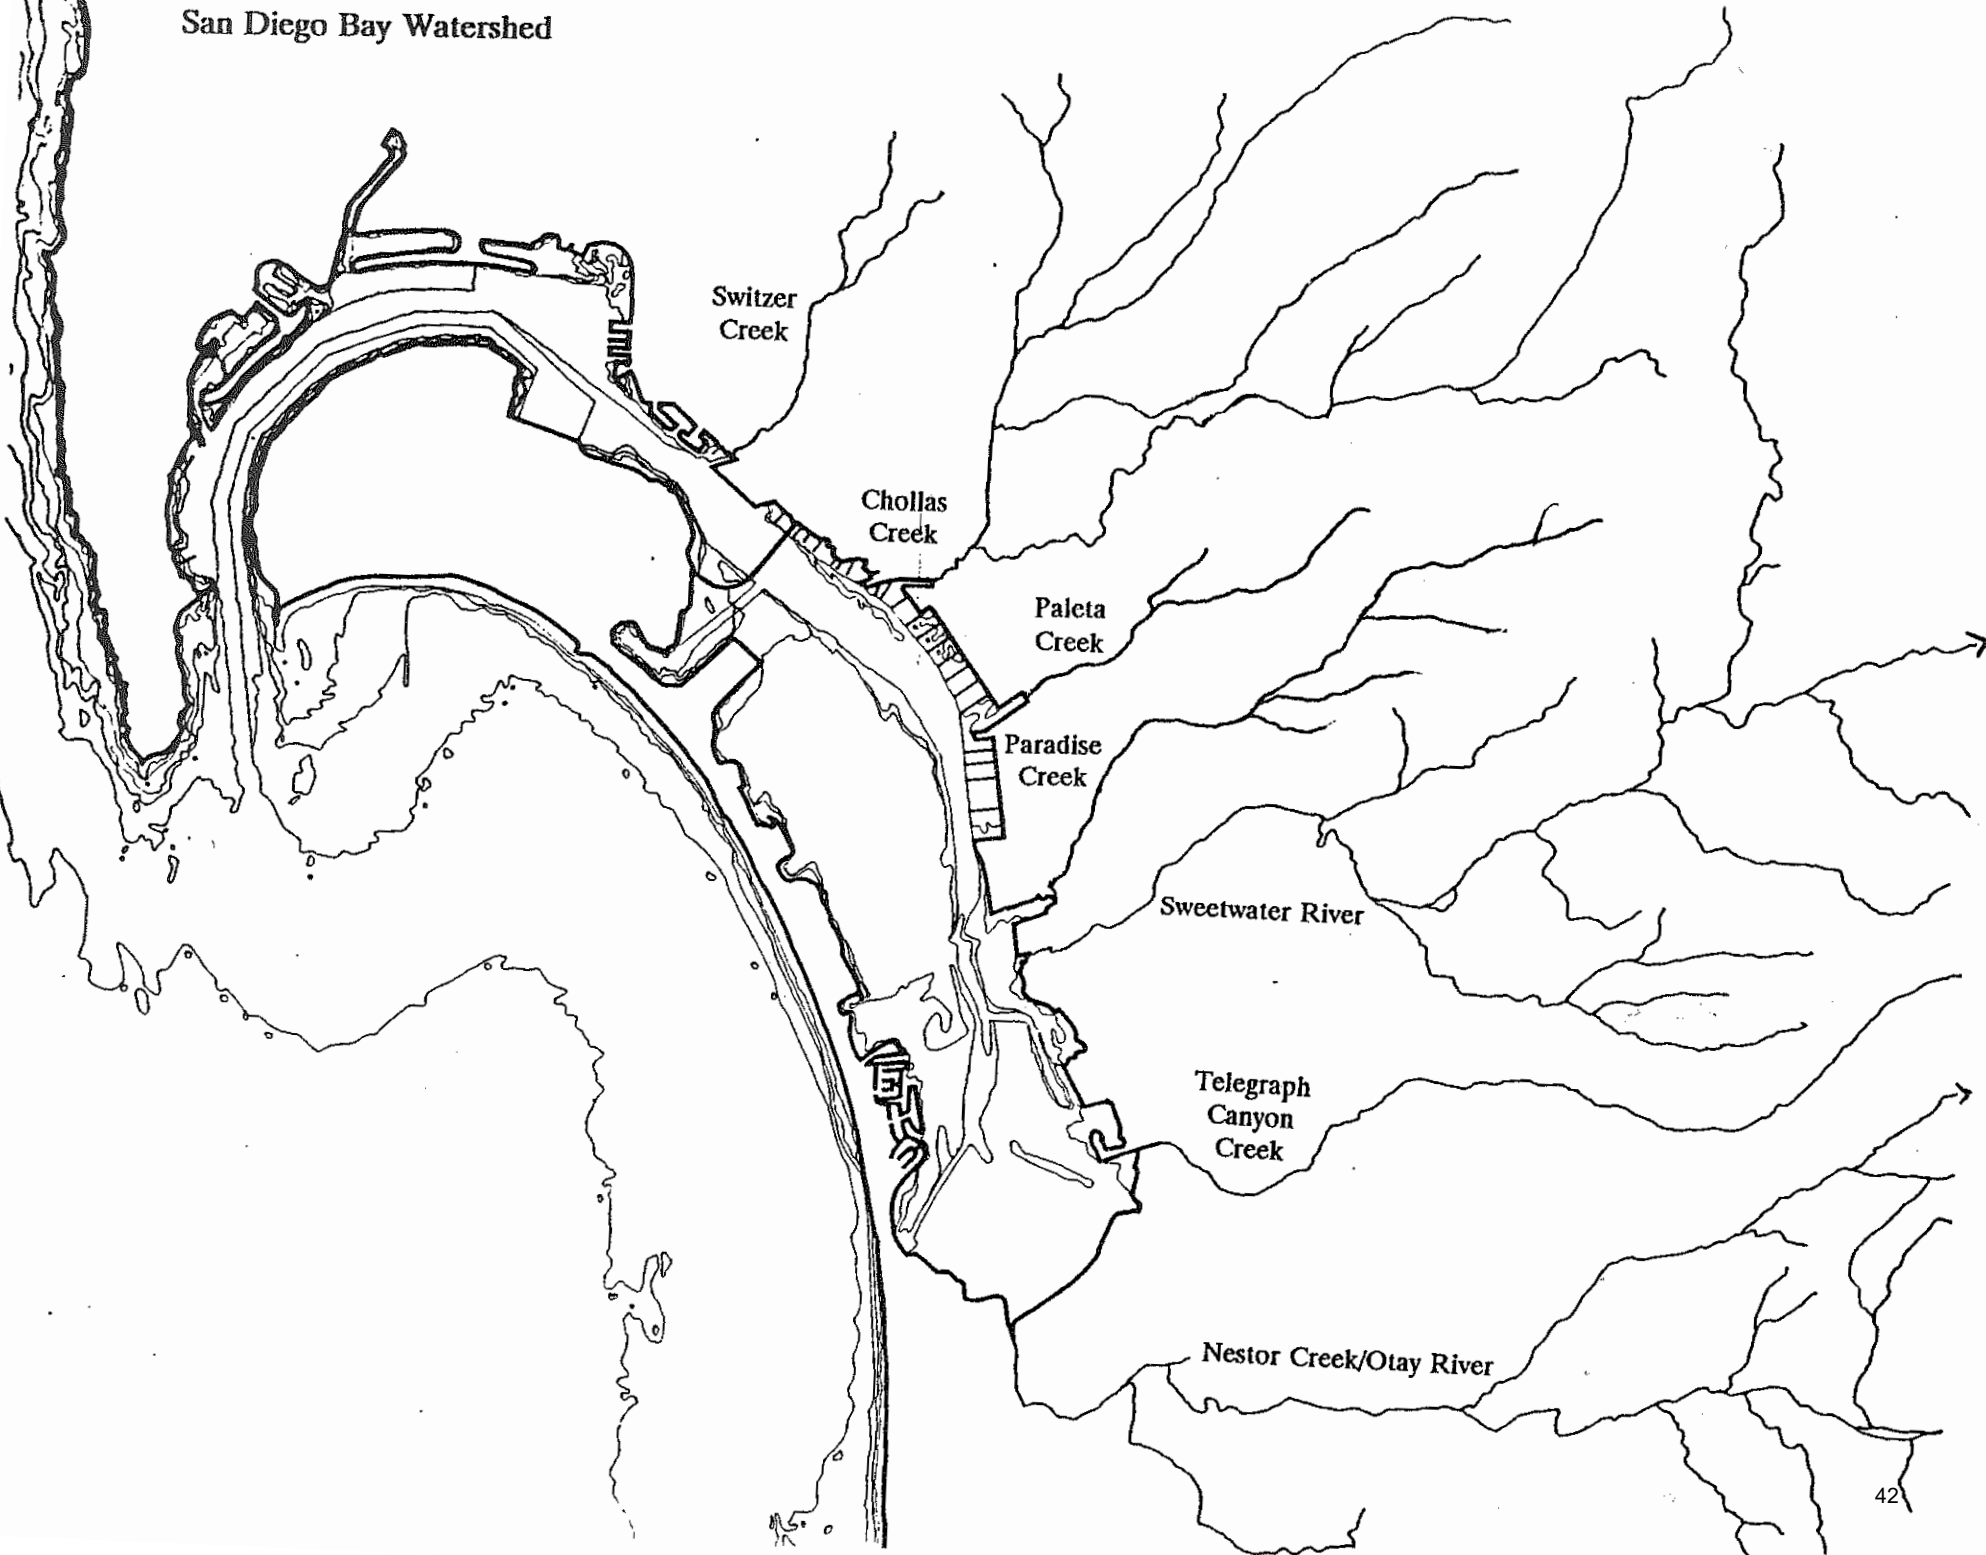 San Diego Bay Watershed
Switzer
Creek
Chollas
Creek
Paleta
Creek
Paradise
Creek
Sweetwater River
Telegraph
Canyon
Creek
Nestor Creek/Otay River
42